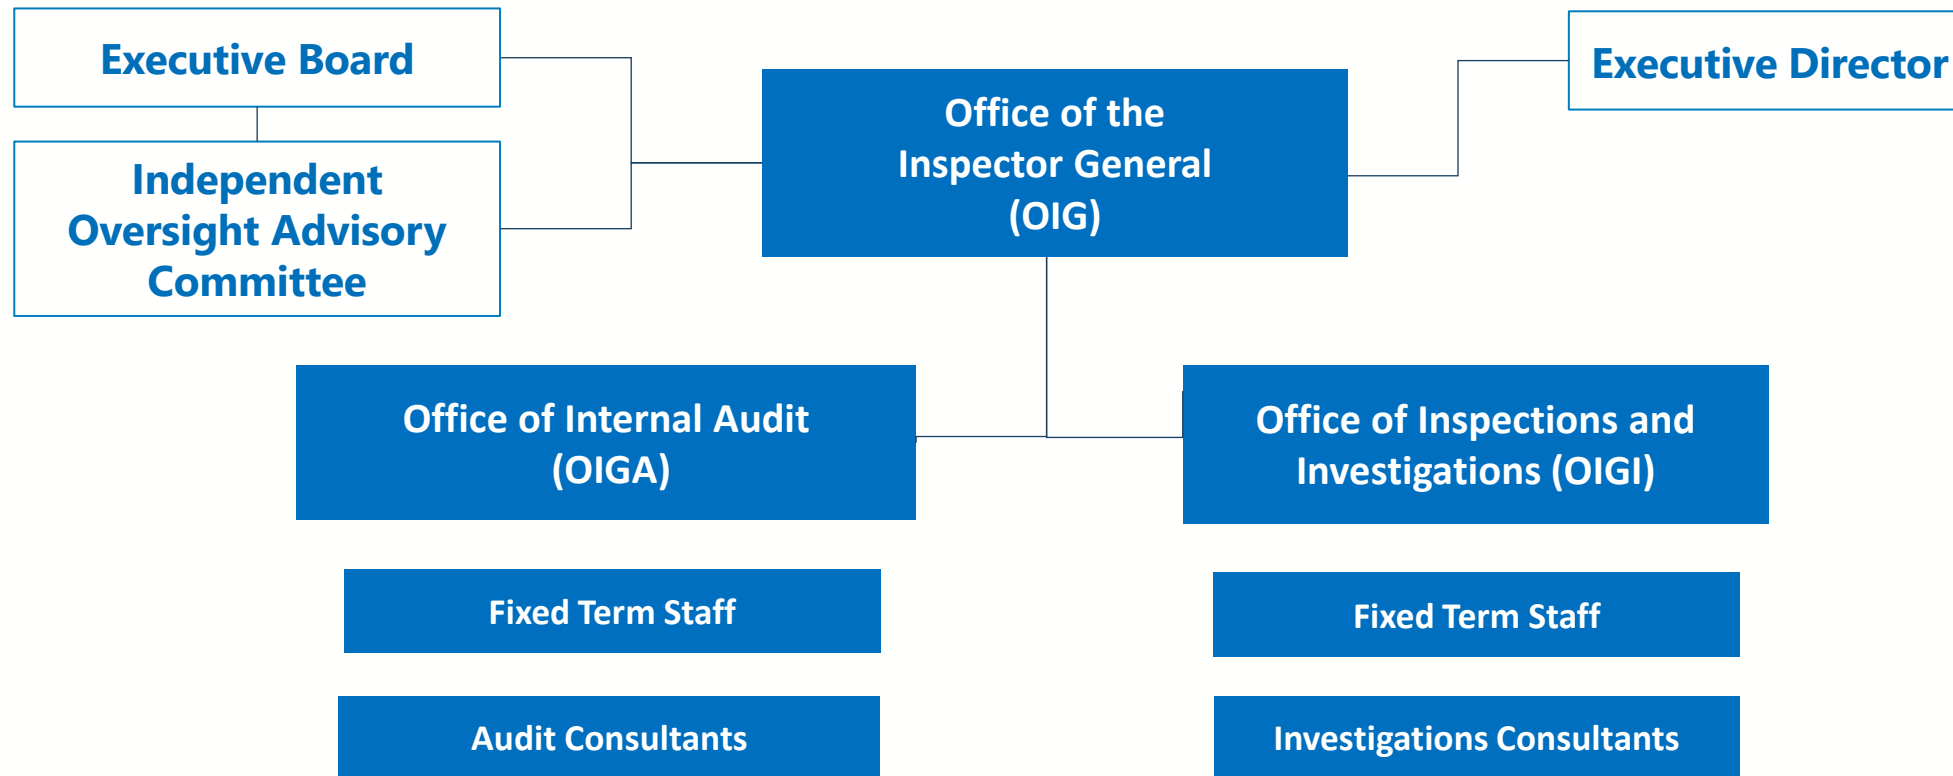 Executive Board
Independent
Oversight Advisory
Committee
Office of the
Inspector General
(OIG)
Executive Director
Office of Internal Audit
(OIGA)
Office of Inspections and
Investigations (OIGI)
Fixed Term Staff
Fixed Term Staff
Audit Consultants
Investigations Consultants